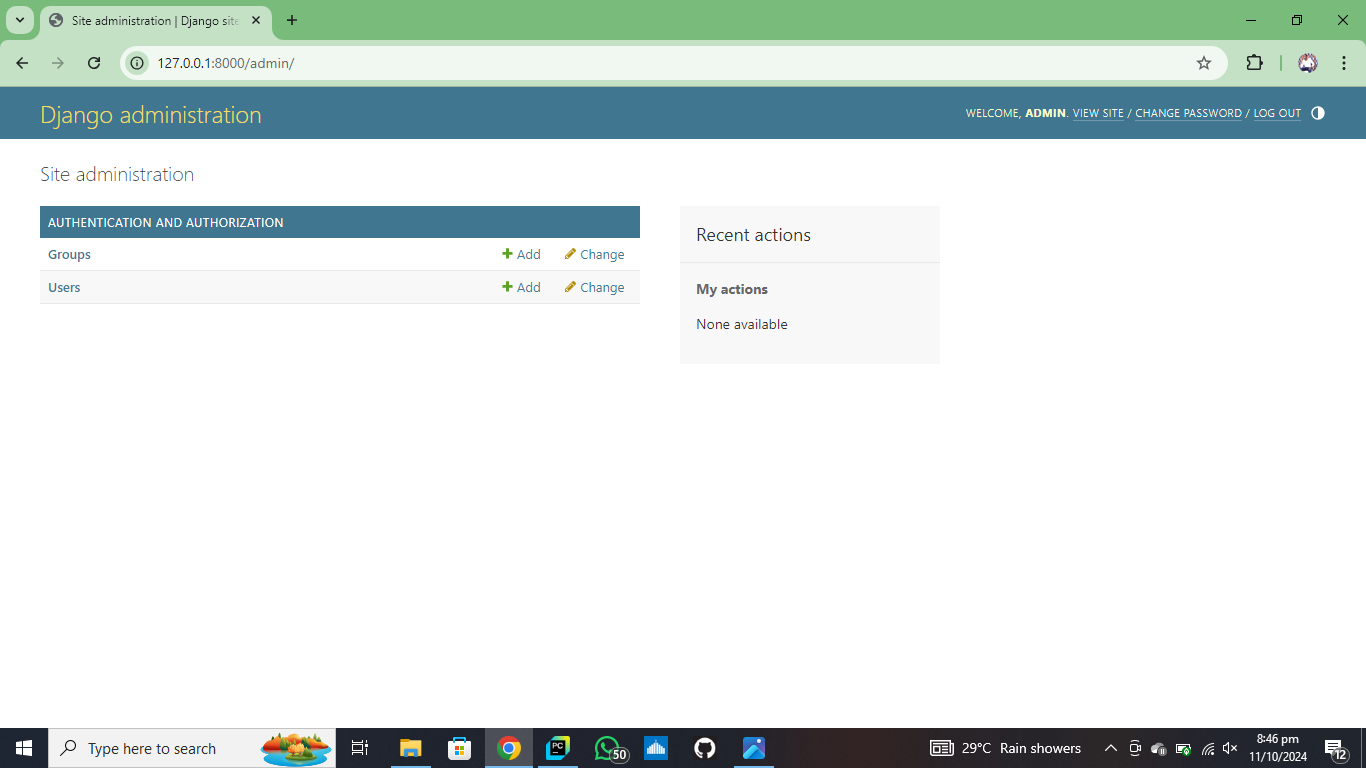 Site administration | Django site
127.0.0.1:8000/admin/
Django administration
WELCOME, ADMIN. VIEW SITE / CHANGE PASSWORD / LOG OUT
Site administration
AUTHENTICATION AND AUTHORIZATION
Groups Add Change
Users Add Change
Recent actions
My actions
None available
Type here to search
PC
50
29°C Rain showers
8:46 pm
11/10/2024
12